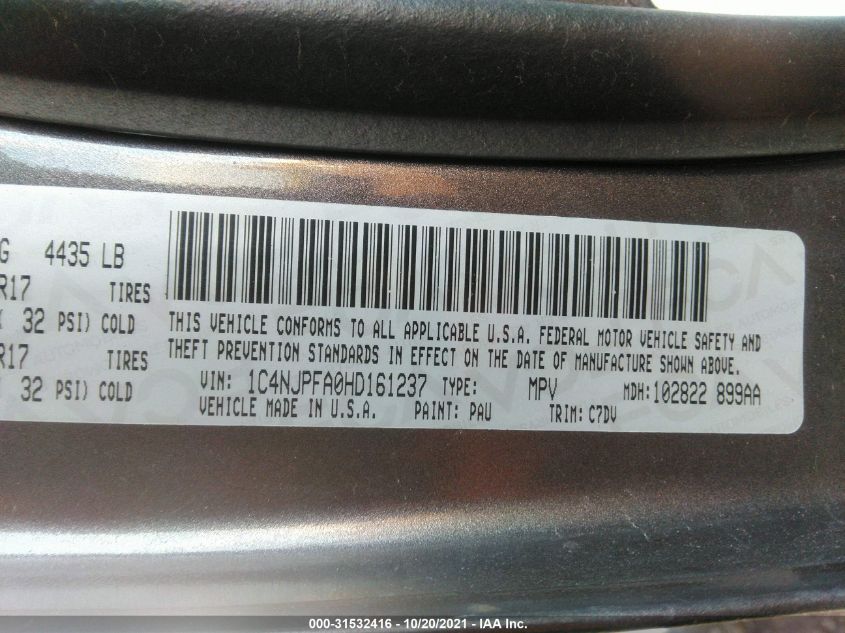 G 4435 LB
R17 TIRES
32 PSI) COLD
R17 TIRES
32 PSI) COLD
THIS VEHICLE CONFORMS TO ALL APPLICABLE U.S.A. FEDERAL MOTOR VEHICLE SAFETY AND
THEFT PREVENTION STANDARDS IN EFFECT ON THE DATE OF MANUFACTURE SHOWN ABOVE.
VIN: 1C4NJPFA0HD161237 TYPE: MPV MDH:102822 899AA
VEHICLE MADE IN U.S.A. PAINT: PAU TRIM: C7DV
000-31532416 - 10/20/2021 - IAA Inc.